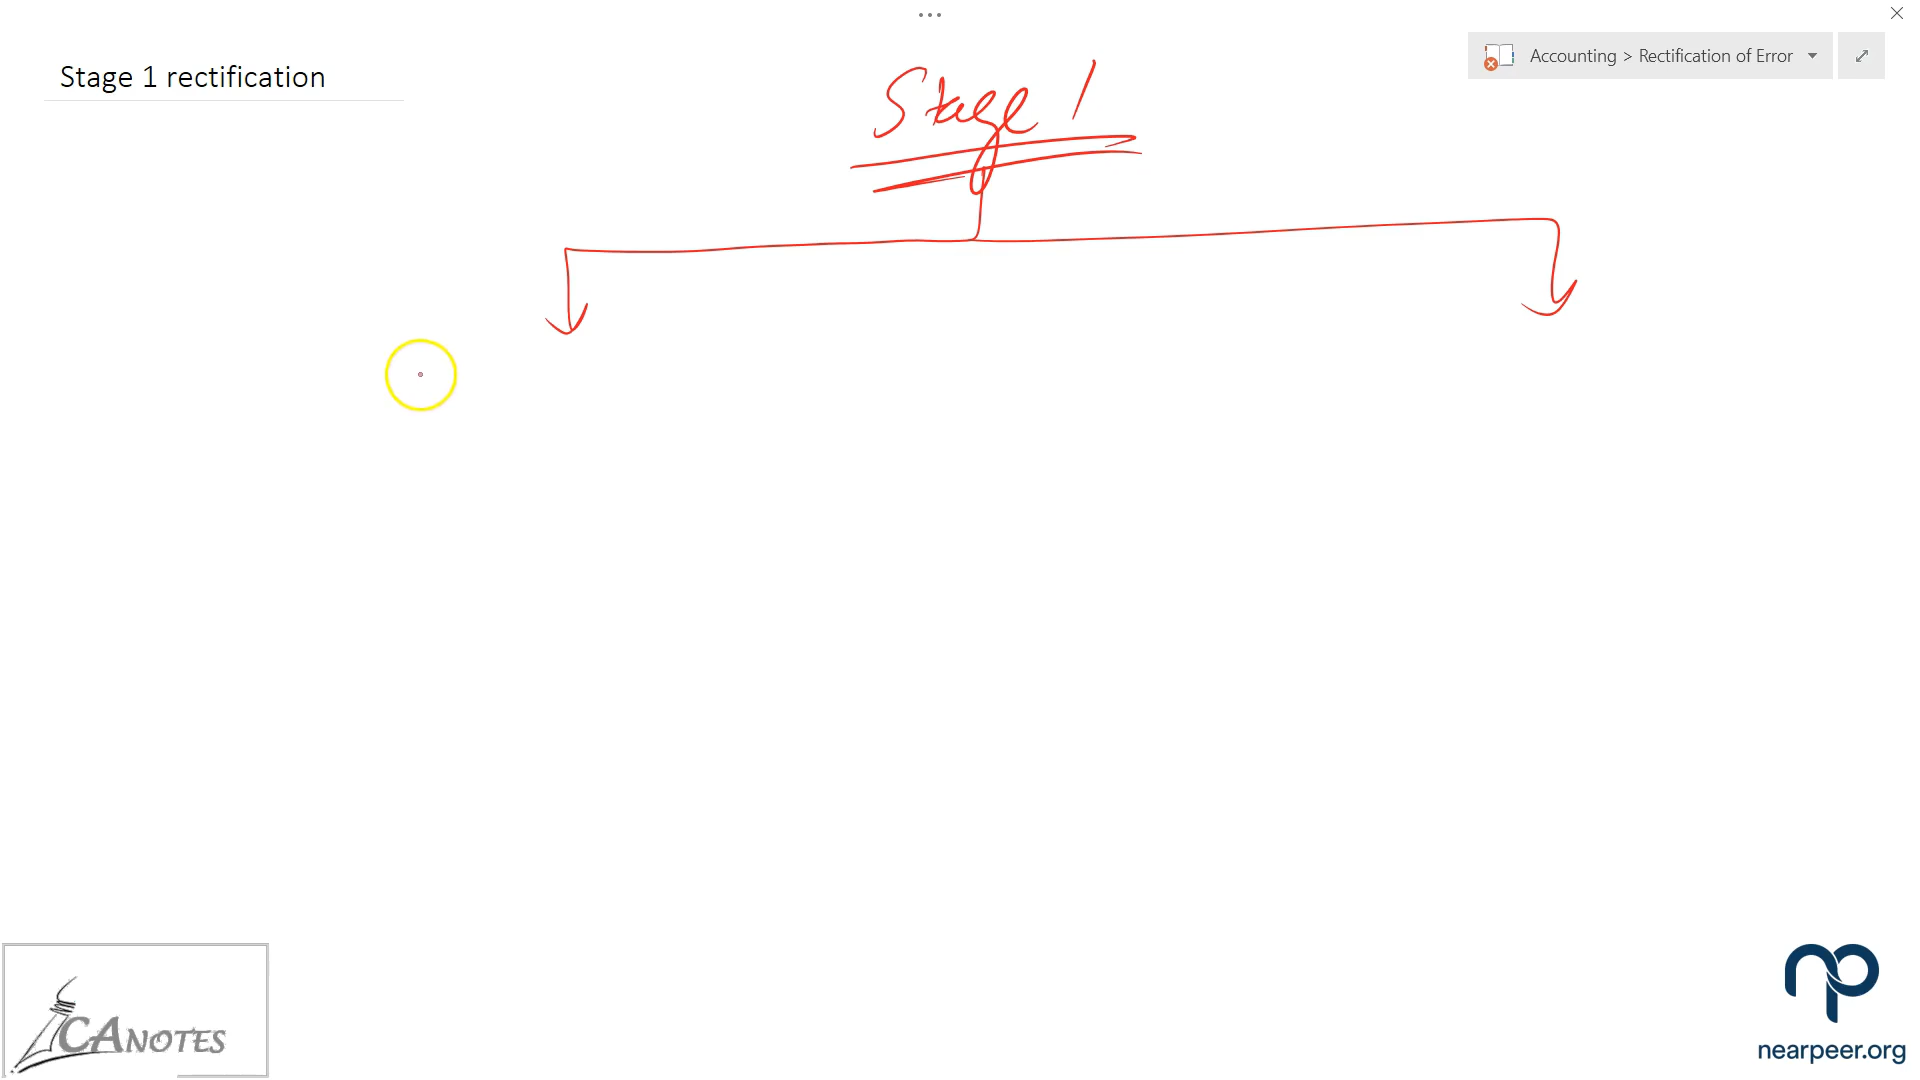 Stage 1 rectification
Stage 1
Accounting > Rectification of Error
CANOTES
nearpeer.org